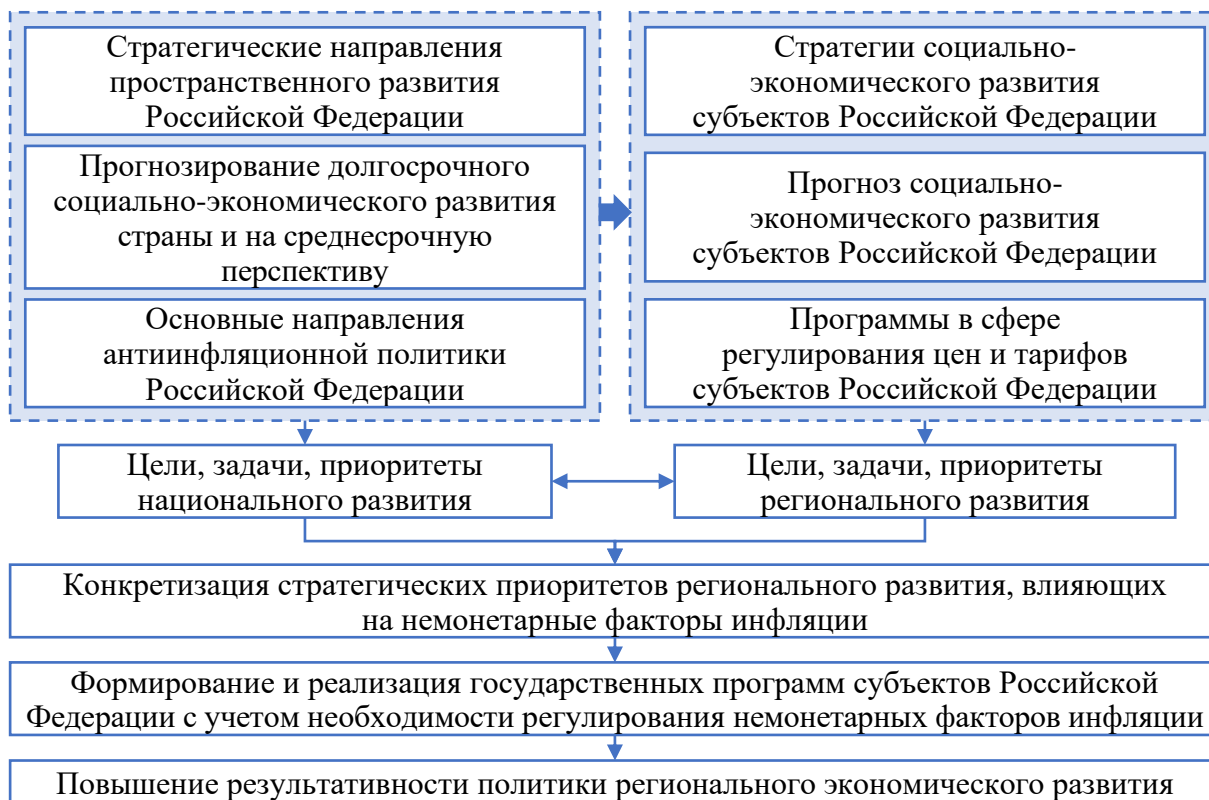 Стратегические направления
пространственного развития
Российской Федерации
Прогнозирование долгосрочного
социально-экономического развития
страны и на среднесрочную
перспективу
Основные направления
антиинфляционной политики
Российской Федерации
Стратегии социально-
экономического развития
субъектов Российской Федерации
Прогноз социально-
экономического развития
субъектов Российской Федерации
Программы в сфере
регулирования цен и тарифов
субъектов Российской Федерации
Цели, задачи, приоритеты
национального развития
Цели, задачи, приоритеты
регионального развития
Конкретизация стратегических приоритетов регионального развития, влияющих
на немонетарные факторы инфляции
Формирование и реализация государственных программ субъектов Российской
Федерации с учетом необходимости регулирования немонетарных факторов инфляции
Повышение результативности политики регионального экономического развития